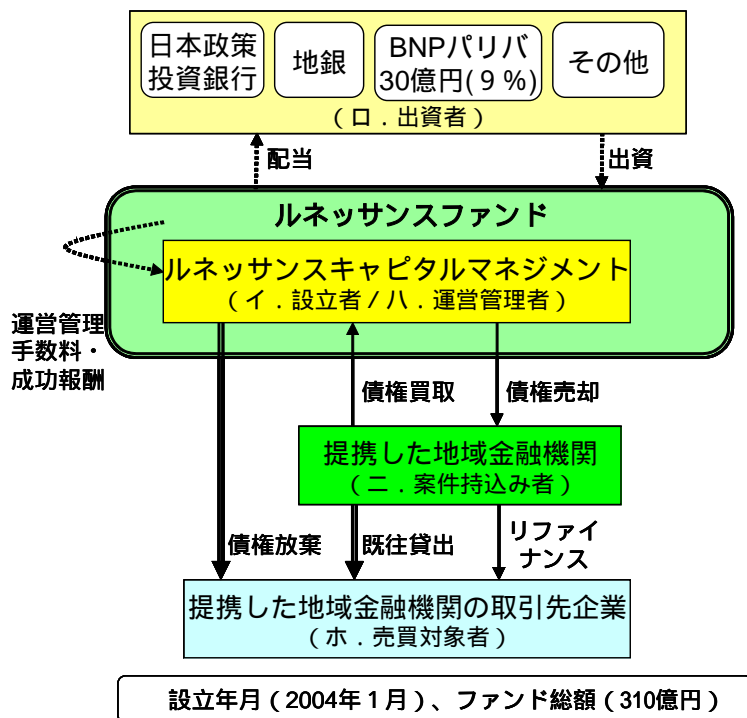 日本政策
投資銀行
地銀
BNPパリバ
30億円(９%)
その他
（ロ．出資者）
配当
出資
ルネッサンスファンド
ルネッサンスキャピタルマネジメント
（イ．設立者/ハ．運営管理者）
運営管理
手数料・
成功報酬
債権買取
債権売却
提携した地域金融機関
（ニ．案件持込み者）
債権放棄
既往貸出
リファイ
ナンス
提携した地域金融機関の取引先企業
（ホ．売買対象者）
設立年月（2004年１月）、ファンド総額（310億円）